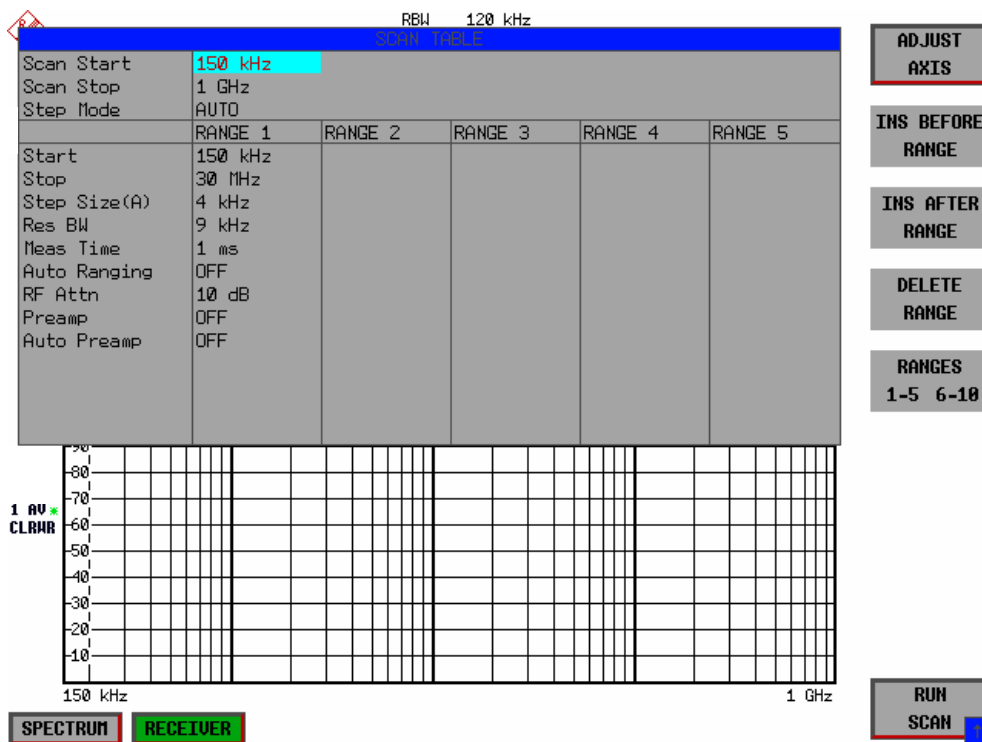 RBW 120 kHz
SCAN TABLE
Scan Start 150 kHz
Scan Stop 1 GHz
Step Mode AUTO
RANGE 1 RANGE 2 RANGE 3 RANGE 4 RANGE 5
Start 150 kHz
Stop 30 MHz
Step Size(A) 4 kHz
Res BW 9 kHz
Meas Time 1 ms
Auto Ranging OFF
RF Attn 10 dB
Preamp OFF
Auto Preamp OFF
90
80
70
1 AV*
CLRWR
60
50
40
30
20
10
150 kHz 1 GHz
SPECTRUM RECEIVER
ADJUST
AXIS
INS BEFORE
RANGE
INS AFTER
RANGE
DELETE
RANGE
RANGES
1-5 6-10
RUN
SCAN
↑